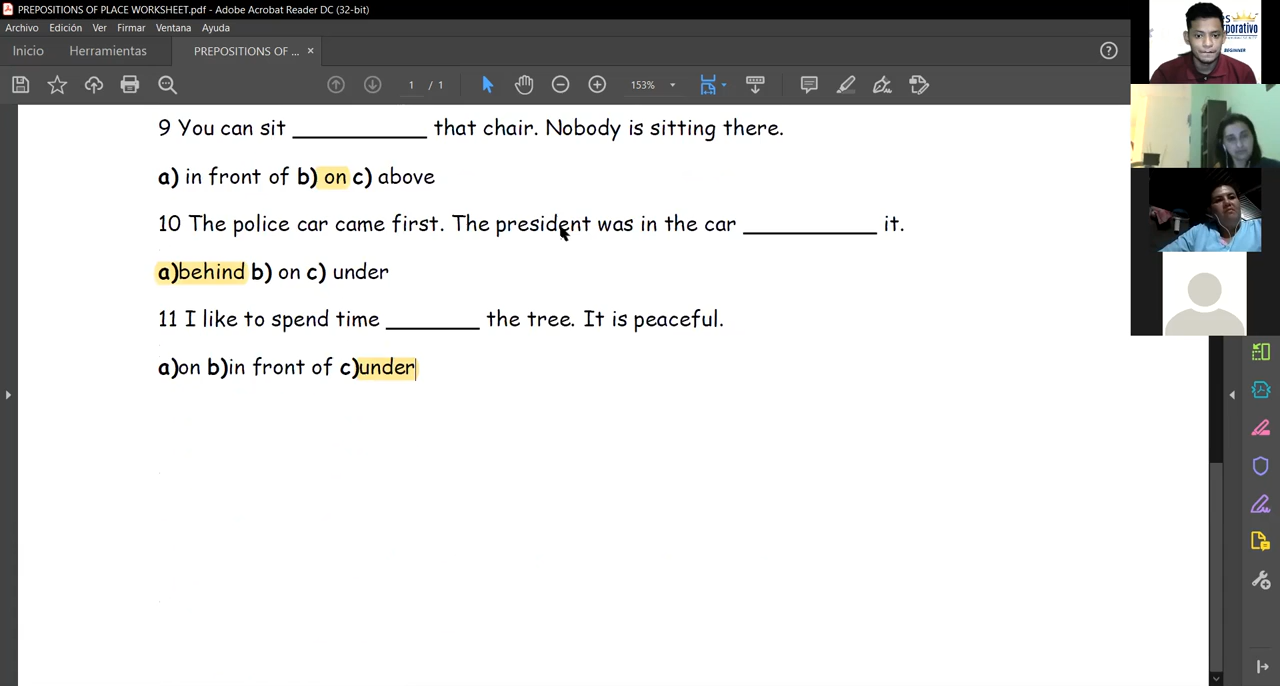 PREPOSITIONS OF PLACE WORKSHEET.pdf - Adobe Acrobat Reader DC (32-bit)
Archivo Edición Ver Firmar Ventana Ayuda
Inicio Herramientas PREPOSITIONS OF ... ×
1 / 1 153%
9 You can sit ____________ that chair. Nobody is sitting there.
a) in front of b) on c) above
10 The police car came first. The president was in the car ____________ it.
a)behind b) on c) under
11 I like to spend time ________ the tree. It is peaceful.
a)on b)in front of c)under
BEGINNER